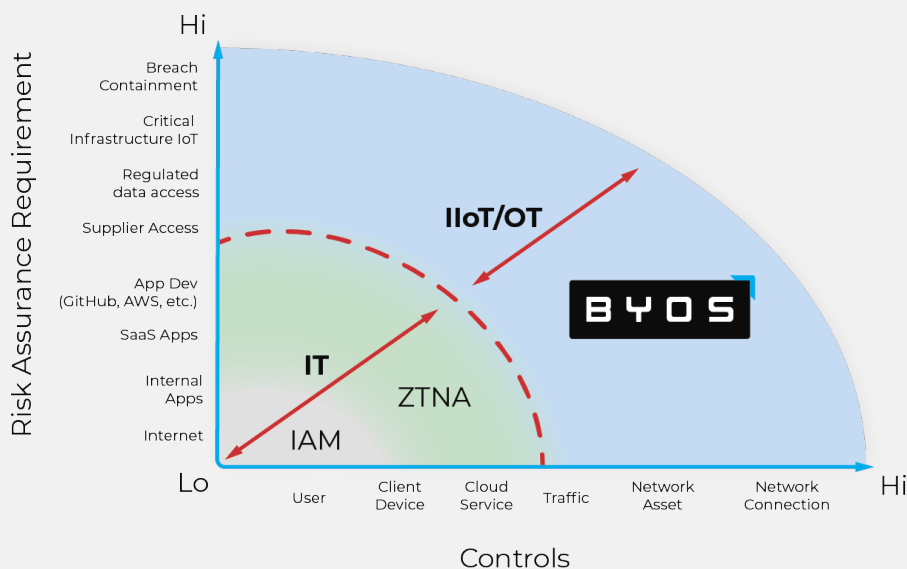 Hi
Risk Assurance Requirement
Breach
Containment
Critical
Infrastructure IoT
Regulated
data access
Supplier Access
App Dev
(GitHub, AWS, etc.)
SaaS Apps
Internal
Apps
Internet
IIoT/OT
BYOS
IT
ZTNA
IAM
Lo
Hi
User
Client
Device
Cloud
Service
Traffic
Network
Asset
Network
Connection
Controls